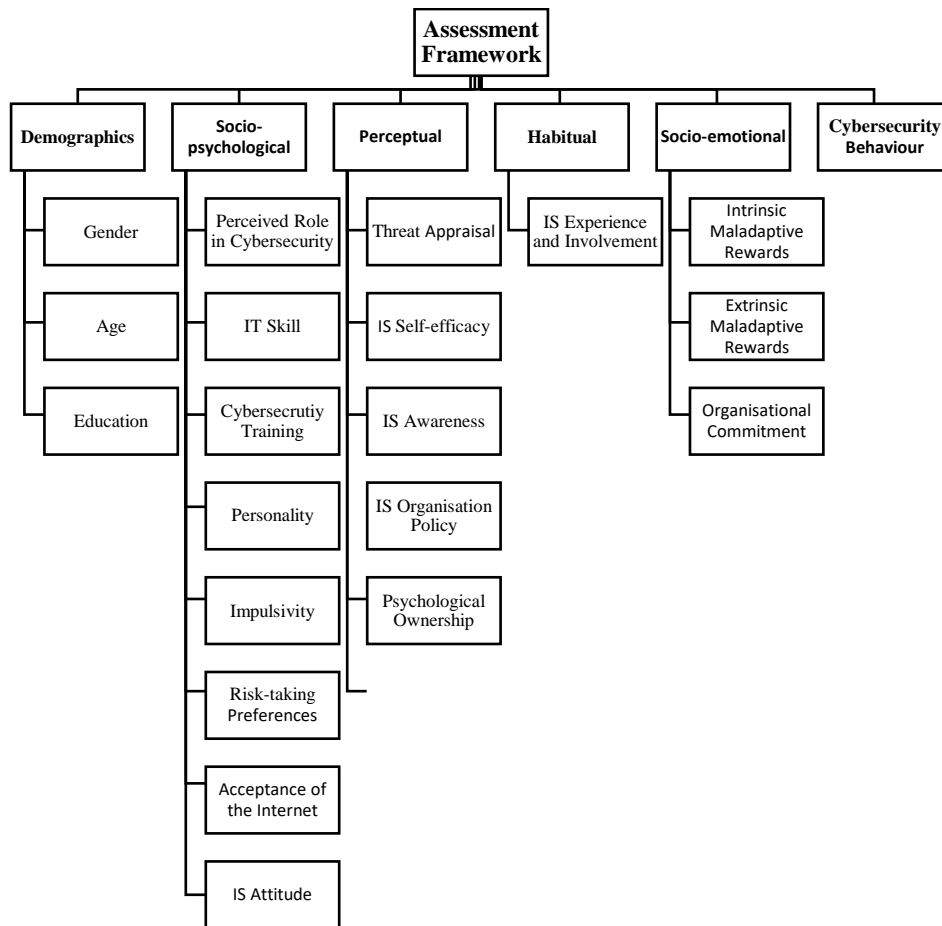 Assessment
Framework
Demographics
Socio-
psychological
Perceptual
Habitual
Socio-emotional
Cybersecurity
Behaviour
Gender
Age
Education
Perceived Role
in Cybersecurity
IT Skill
Cybersecrutiy
Training
Personality
Impulsivity
Risk-taking
Preferences
Acceptance of
the Internet
IS Attitude
Threat Appraisal
IS Self-efficacy
IS Awareness
IS Organisation
Policy
Psychological
Ownership
IS Experience
and Involvement
Intrinsic
Maladaptive
Rewards
Extrinsic
Maladaptive
Rewards
Organisational
Commitment